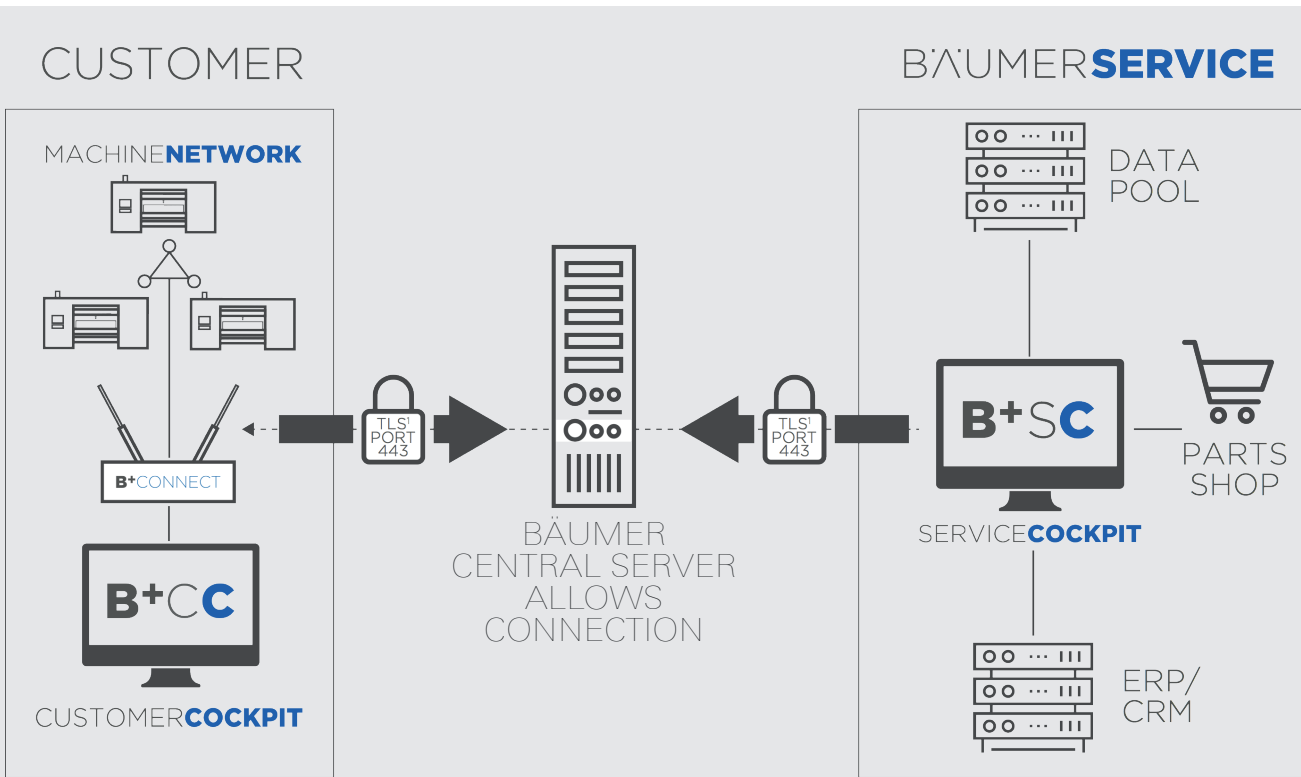 CUSTOMER
BÄUMERSERVICE
MACHINENETWORK
B+CONNECT
B+CC
CUSTOMERCOCKPIT
TLS¹
PORT
443
BÄUMER
CENTRAL SERVER
ALLOWS
CONNECTION
TLS¹
PORT
443
DATA
POOL
B+SC
SERVICECOCKPIT
PARTS
SHOP
ERP/
CRM